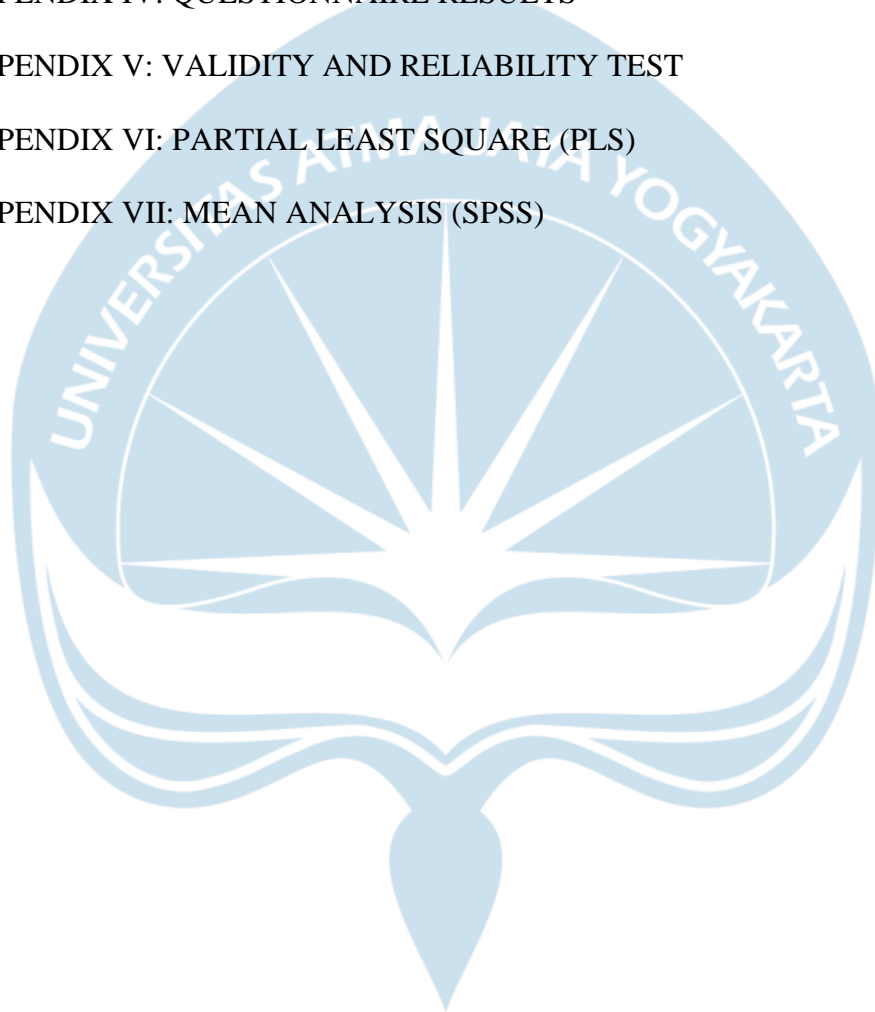 PENDIX IV: QUESTIONNAIRE RESULTS
PENDIX V: VALIDITY AND RELIABILITY TEST
PENDIX VI: PARTIAL LEAST SQUARE (PLS)
PENDIX VII: MEAN ANALYSIS (SPSS)
UNIVERSITAS ATMA JAYA YOGYAKARTA